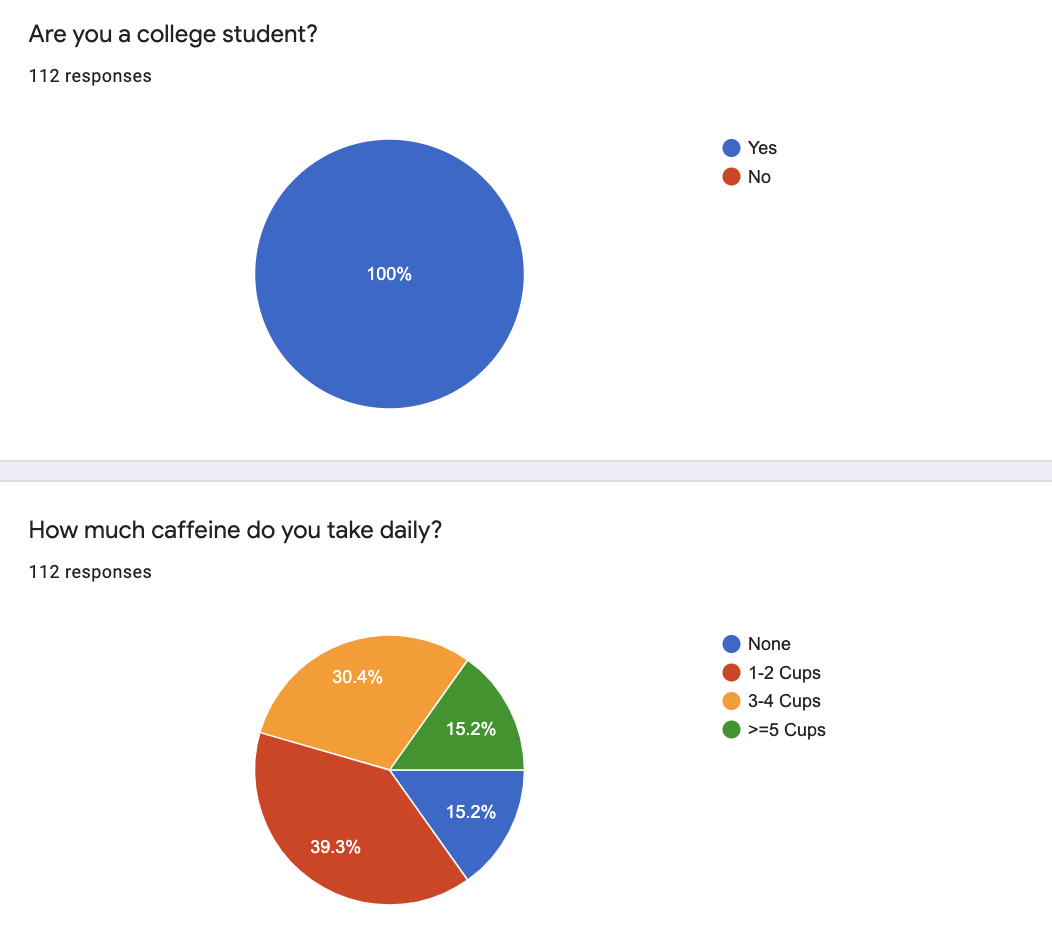 Are you a college student?
112 responses
100%
Yes
No
How much caffeine do you take daily?
112 responses
30.4%
15.2%
15.2%
39.3%
None
1-2 Cups
3-4 Cups
>=5 Cups